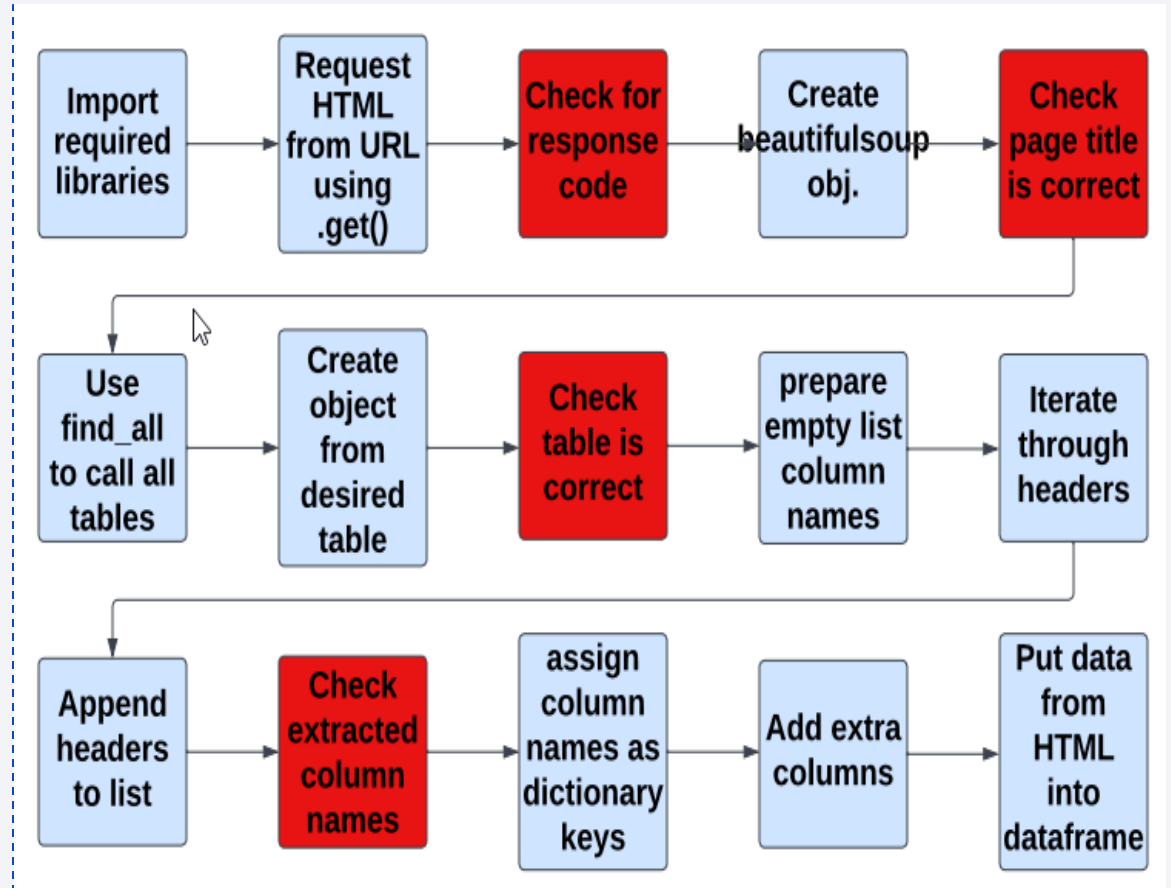 Import
required
libraries
Request
HTML
from URL
using
.get()
Check for
response
code
Create
beautifulsoup
obj.
Check
page title
is correct
Use
find_all
to call all
tables
Create
object
from
desired
table
Check
table is
correct
prepare
empty list
column
names
Iterate
through
headers
Append
headers
to list
Check
extracted
column
names
assign
column
names as
dictionary
keys
Add extra
columns
Put data
from
HTML
into
dataframe